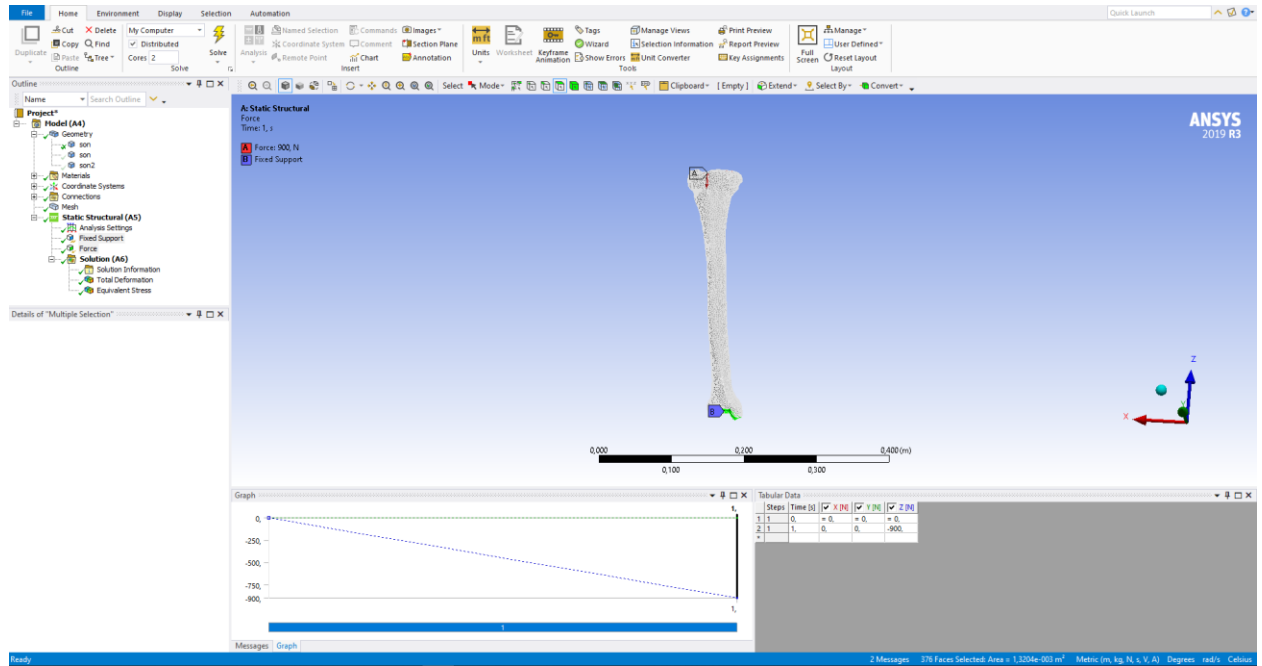 File Home Environment Display Selection Automation Quick Launch
Duplicate Cut Copy Paste Delete Find Tree
Outline
My Computer Distributed Cores 2 Solve
Solve
Analysis Named Selection Coordinate System Remote Point Commands Comment Chart Images Section Plane Annotation
Insert
Units Worksheet Keyframe Animation Tags Wizard Show Errors Manage Views Selection Information Unit Converter Print Preview Report Preview Key Assignments
Tools
Full Screen Manage User Defined Reset Layout
Layout
Outline
Name Search Outline
Project*
Model (A4)
Geometry
son
son
son2
Materials
Coordinate Systems
Connections
Mesh
Static Structural (A5)
Analysis Settings
Fixed Support
Force
Solution (A6)
Solution Information
Total Deformation
Equivalent Stress
Details of "Multiple Selection"
Select Mode Clipboard [ Empty ] Extend Select By Convert
A: Static Structural
Force
Time: 1, s
A Force: 900, N
B Fixed Support
ANSYS
2019 R3
A
B
Z
X
Y
0,000 0,200 0,400 (m)
0,100 0,300
Graph
1,
0,
-250,
-500,
-750,
-900,
1,
1
Messages Graph
Tabular Data
Steps Time [s] X [N] Y [N] Z [N]
1 1 0, = 0, = 0, = 0,
2 1 1, 0, 0, -900,
*
Ready 2 Messages 376 Faces Selected: Area = 1,3204e-003 m² Metric (m, kg, N, s, V, A) Degrees rad/s Celsius